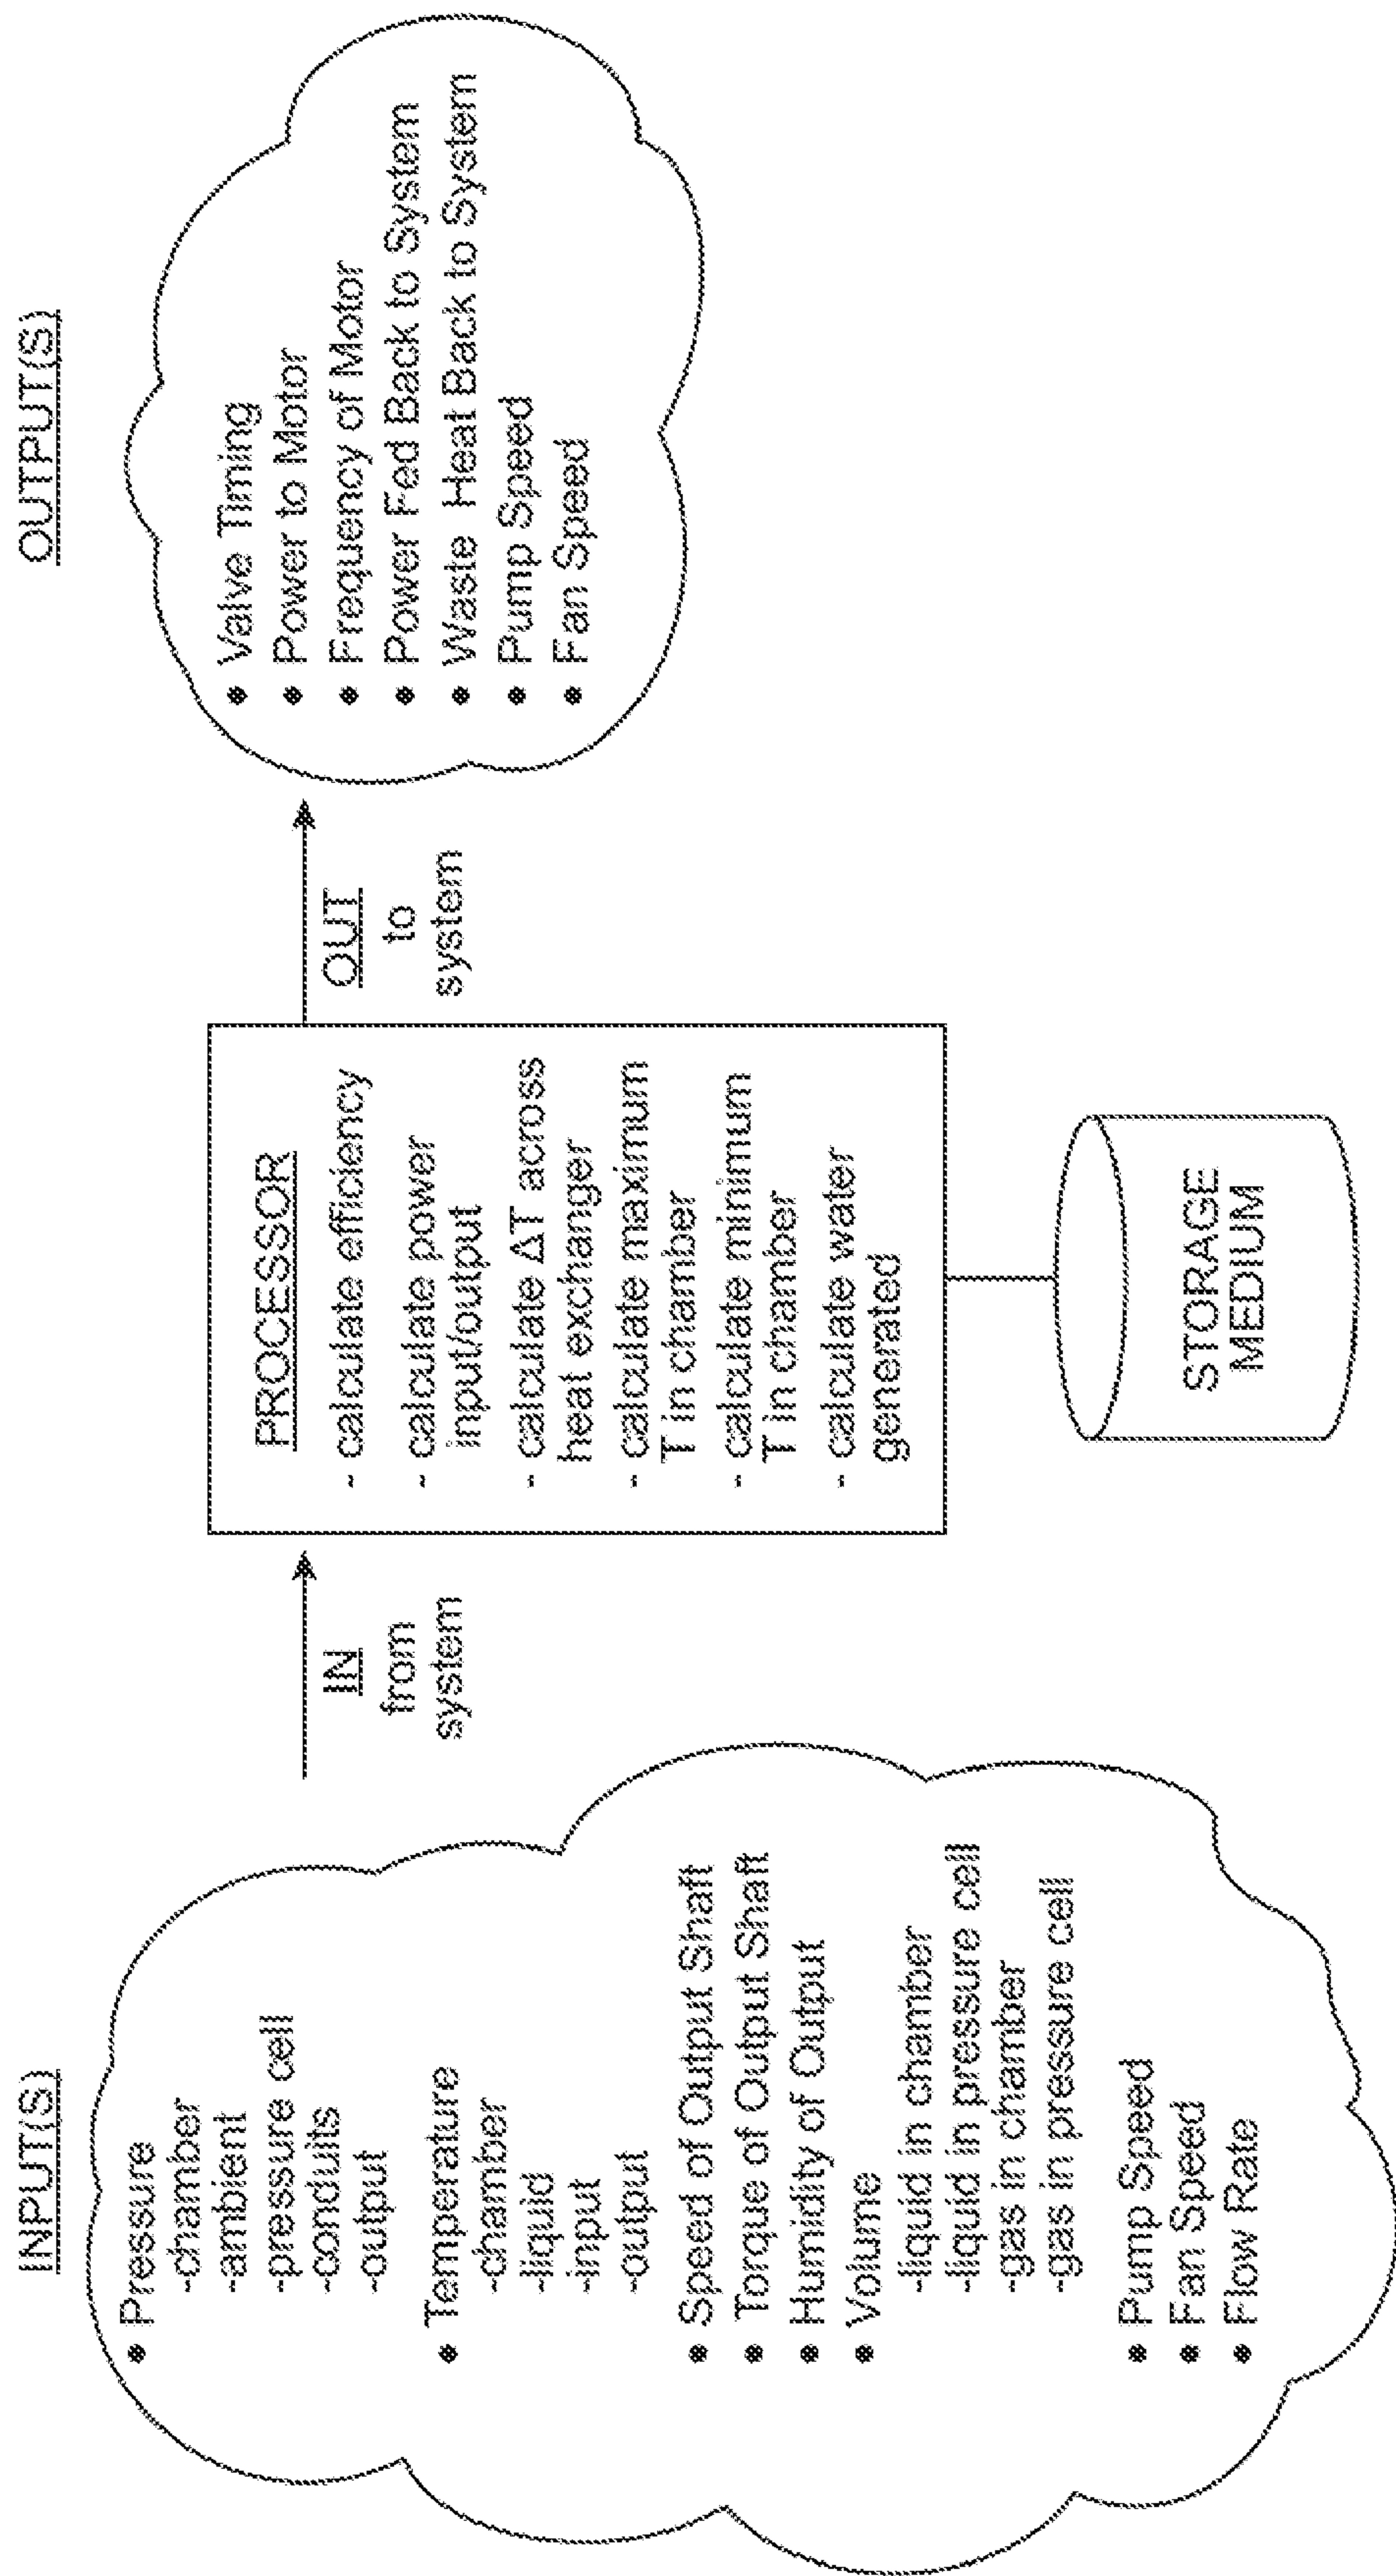 INPUT(S)
• Pressure
-chamber
-ambient
-pressure cell
-conduits
-output
• Temperature
-chamber
-liquid
-input
-output
• Speed of Output Shaft
• Torque of Output Shaft
• Humidity of Output
• Volume
-liquid in chamber
-liquid in pressure cell
-gas in chamber
-gas in pressure cell
• Pump Speed
• Fan Speed
• Flow Rate
IN
from
system
PROCESSOR
- calculate efficiency
- calculate power
input/output
- calculate ΔT across
heat exchanger
- calculate maximum
T in chamber
- calculate minimum
T in chamber
- calculate water
generated
STORAGE
MEDIUM
OUT
to
system
OUTPUT(S)
• Valve Timing
• Power to Motor
• Frequency of Motor
• Power Fed Back to System
• Waste Heat Back to System
• Pump Speed
• Fan Speed